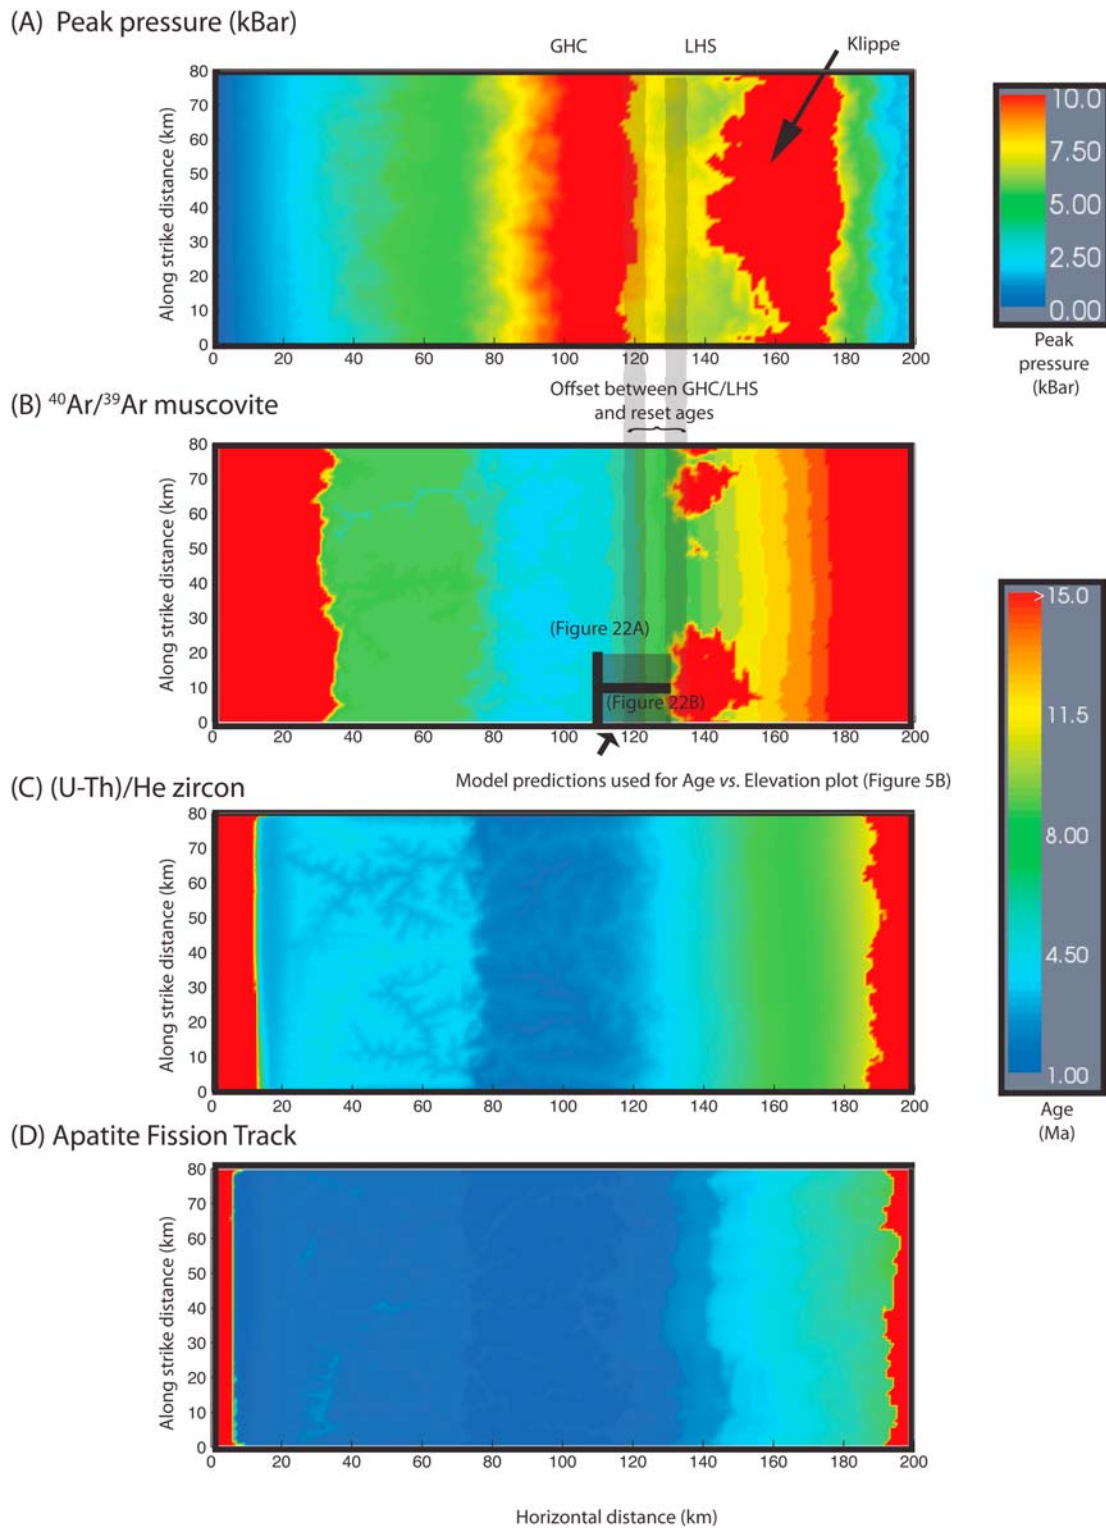 (A) Peak pressure (kBar)
GHC
LHS
Klippe
80
70
60
50
40
30
20
10
0
Along strike distance (km)
0 20 40 60 80 100 120 140 160 180 200
10.0
7.50
5.00
2.50
0.00
Peak
pressure
(kBar)
Offset between GHC/LHS
and reset ages
(B) ⁴⁰Ar/³⁹Ar muscovite
80
70
60
50
40
30
20
10
0
Along strike distance (km)
(Figure 22A)
(Figure 22B)
0 20 40 60 80 100 120 140 160 180 200
Model predictions used for Age vs. Elevation plot (Figure 5B)
>15.0
11.5
8.00
4.50
1.00
Age
(Ma)
(C) (U-Th)/He zircon
80
70
60
50
40
30
20
10
0
Along strike distance (km)
0 20 40 60 80 100 120 140 160 180 200
(D) Apatite Fission Track
80
70
60
50
40
30
20
10
0
Along strike distance (km)
0 20 40 60 80 100 120 140 160 180 200
Horizontal distance (km)